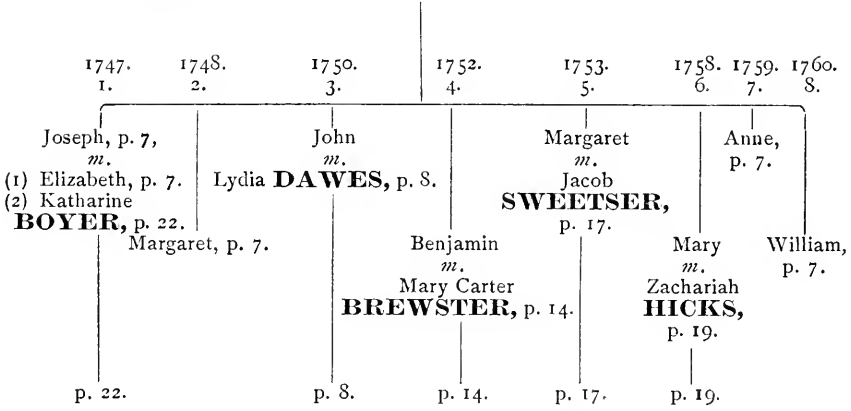 1747. 1748. 1750. 1752. 1753. 1758. 1759. 1760.
1. 2. 3. 4. 5. 6. 7. 8.
Joseph, p. 7,
m.
(1) Elizabeth, p. 7.
(2) Katharine
BOYER, p. 22.
Margaret, p. 7.
John
m.
Lydia DAWES, p. 8.
Benjamin
m.
Mary Carter
BREWSTER, p. 14.
Margaret
m.
Jacob
SWEETSER,
p. 17.
Mary
m.
Zachariah
HICKS,
p. 19.
Anne,
p. 7.
William,
p. 7.
p. 22. p. 8. p. 14. p. 17. p. 19.